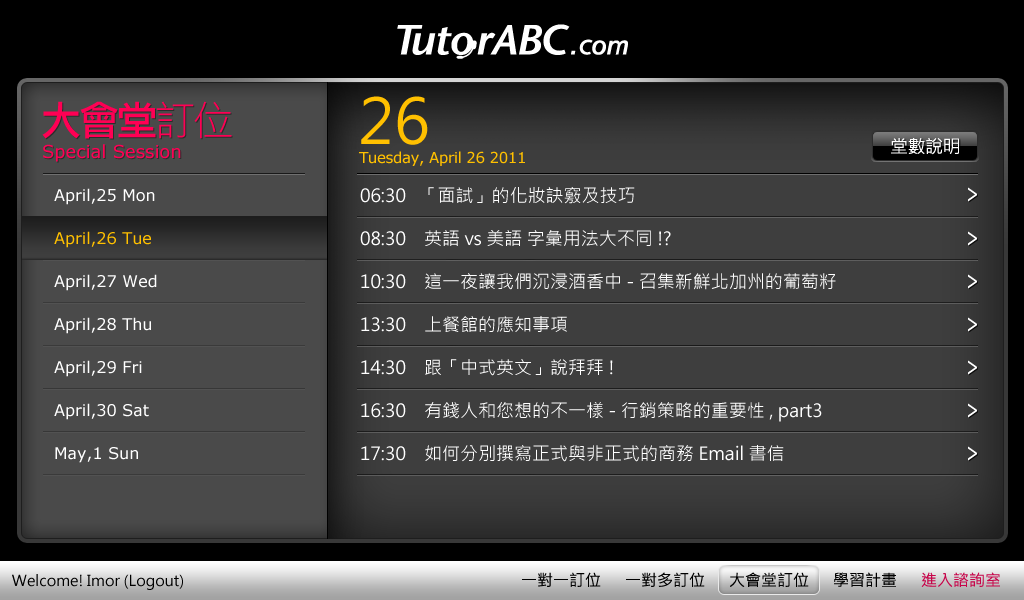 TutorABC.com
大會堂訂位
Special Session
April,25 Mon
April,26 Tue
April,27 Wed
April,28 Thu
April,29 Fri
April,30 Sat
May,1 Sun
26
Tuesday, April 26 2011
堂數說明
06:30 「面試」的化妝訣竅及技巧 >
08:30 英語 vs 美語 字彙用法大不同 !? >
10:30 這一夜讓我們沉浸酒香中 - 召集新鮮北加州的葡萄籽 >
13:30 上餐館的應知事項 >
14:30 跟「中式英文」說拜拜 ! >
16:30 有錢人和您想的不一樣 - 行銷策略的重要性 , part3 >
17:30 如何分別撰寫正式與非正式的商務 Email 書信 >
Welcome! Imor (Logout) 一對一訂位 一對多訂位 大會堂訂位 學習計畫 進入諮詢室